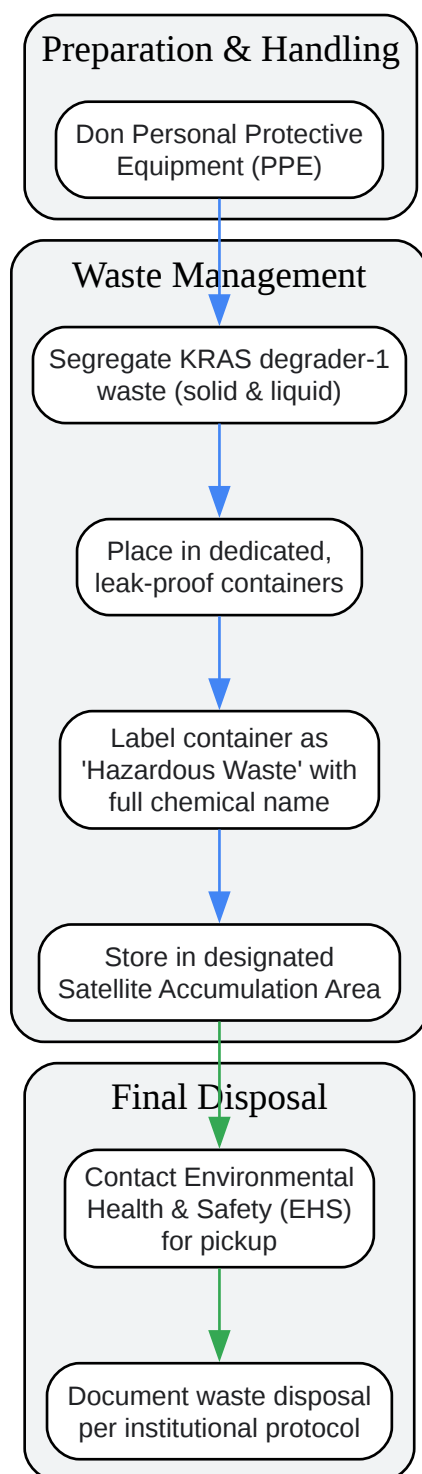 Preparation & Handling
Don Personal Protective
Equipment (PPE)
Waste Management
Segregate KRAS degrader-1
waste (solid & liquid)
Place in dedicated,
leak-proof containers
Label container as
'Hazardous Waste' with
full chemical name
Store in designated
Satellite Accumulation Area
Final Disposal
Contact Environmental
Health & Safety (EHS)
for pickup
Document waste disposal
per institutional protocol